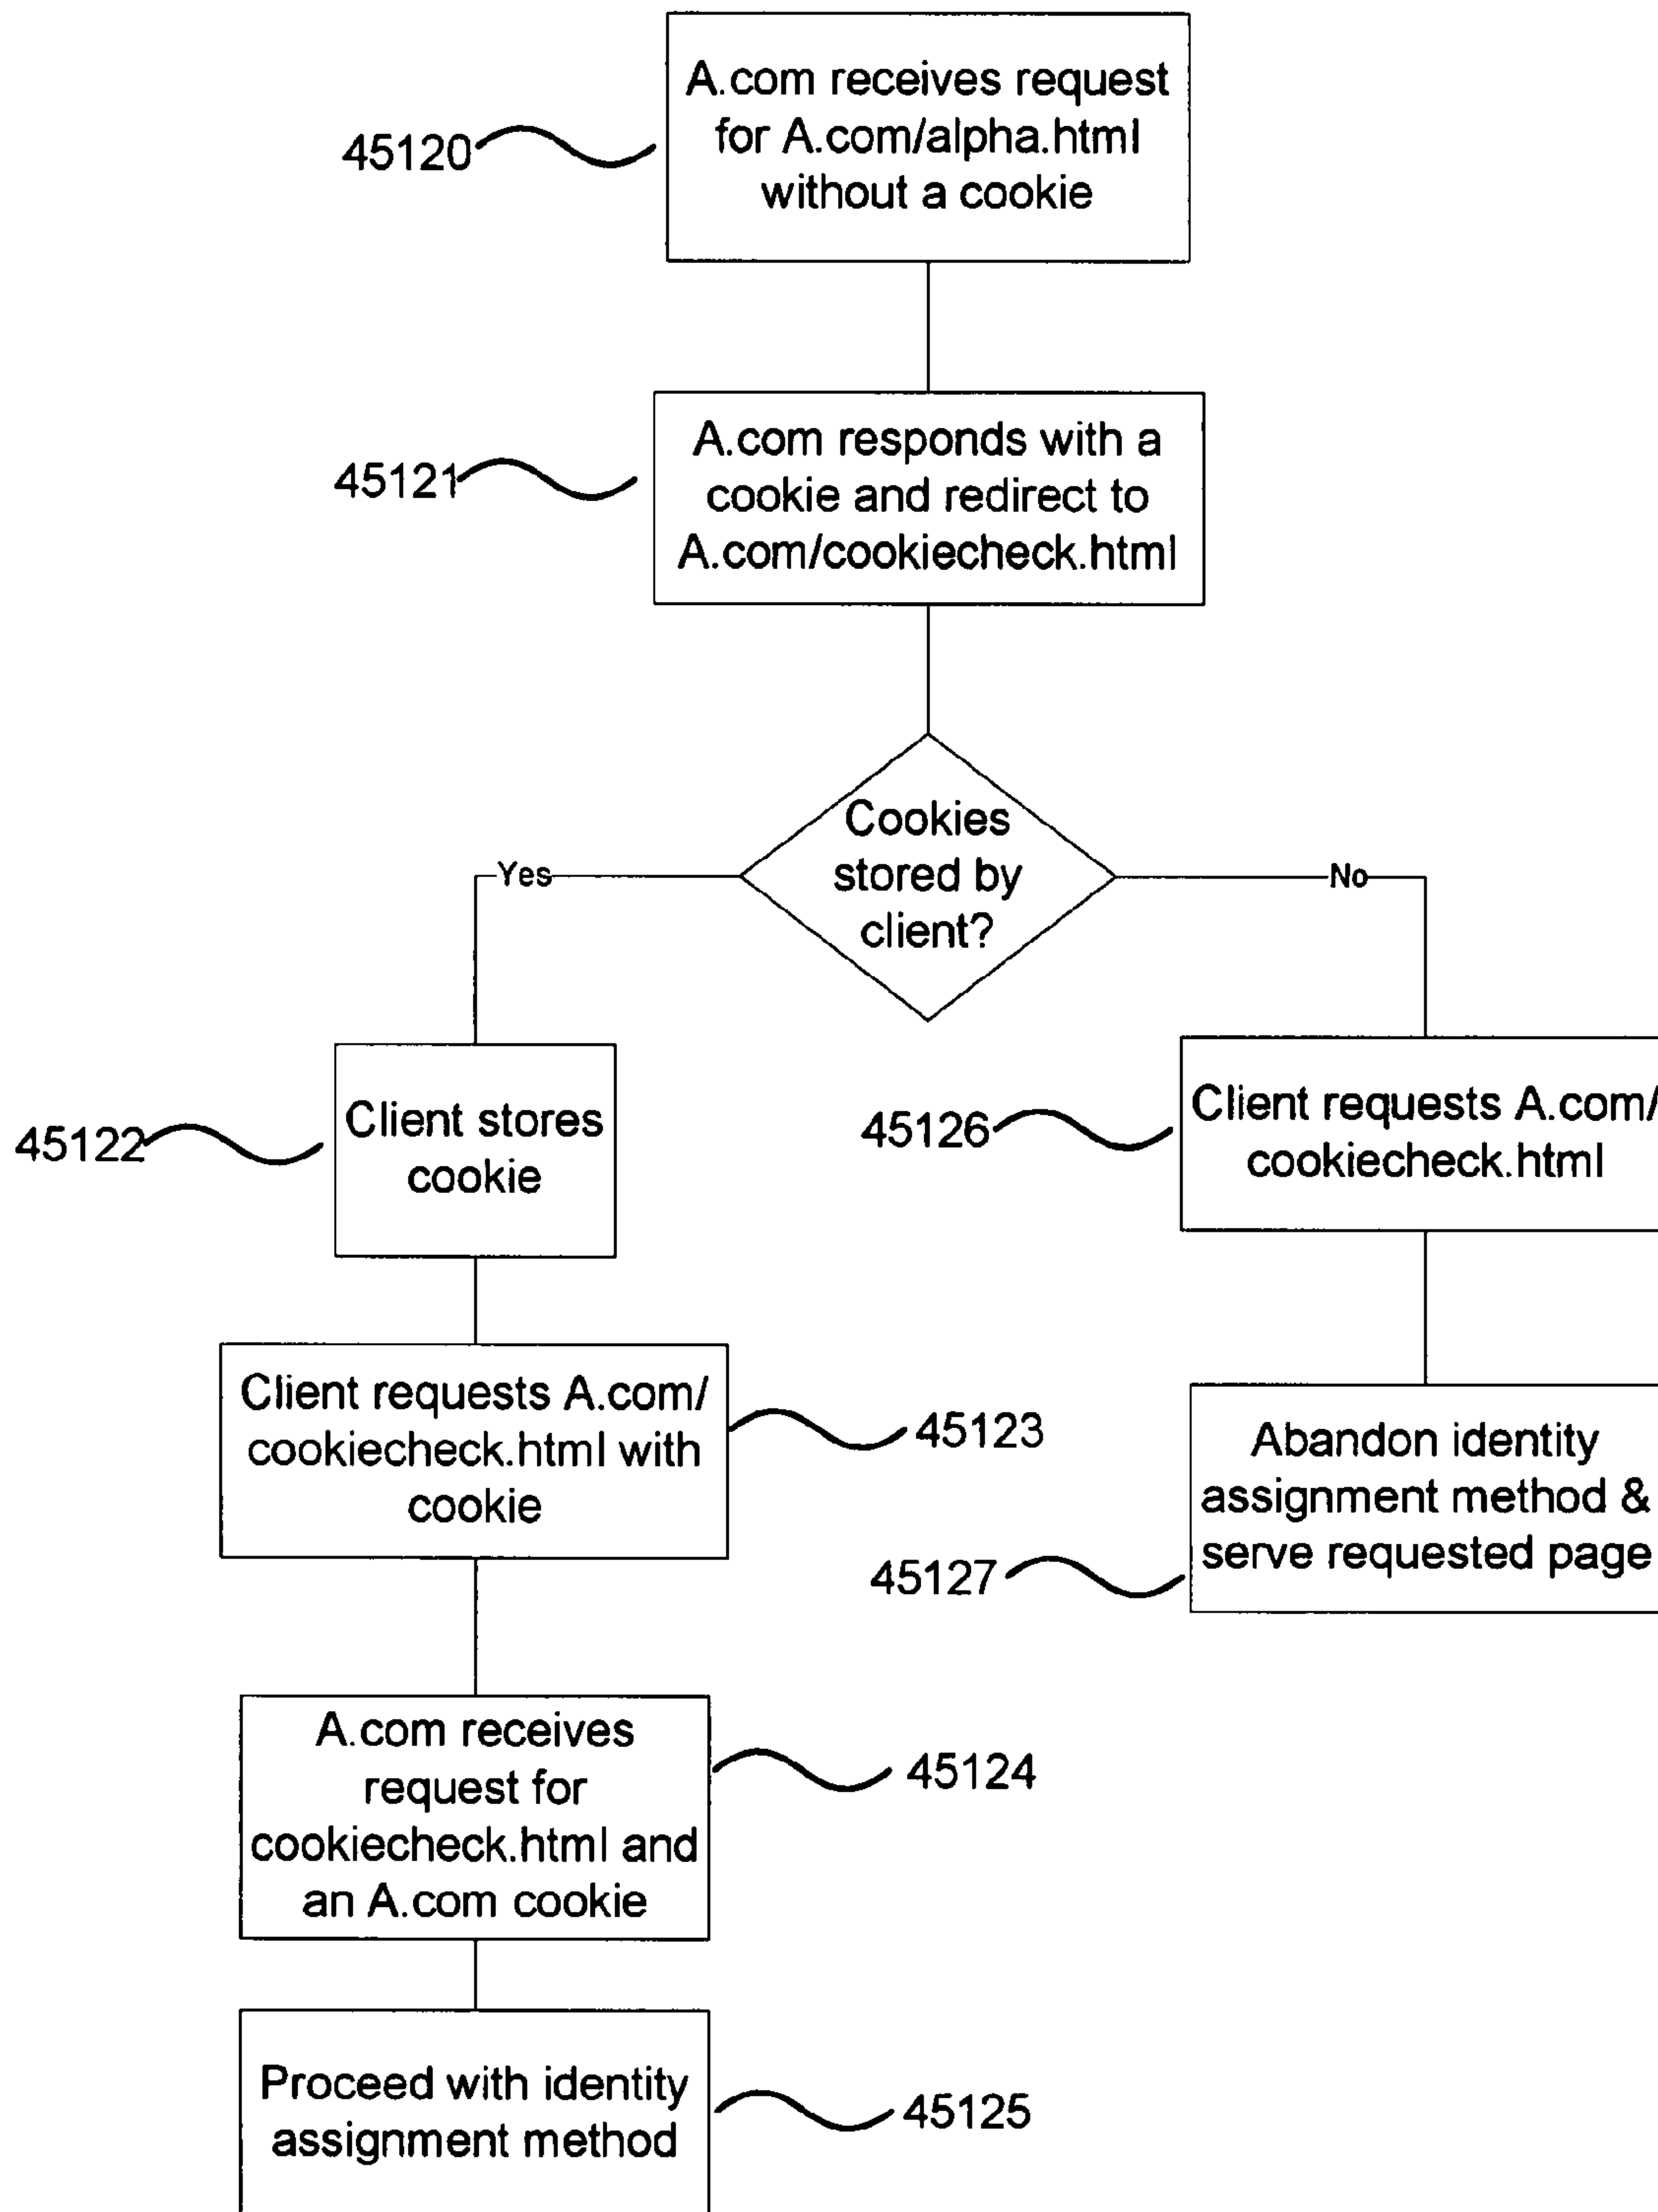 A.com receives request
for A.com/alpha.html
without a cookie
45120
A.com responds with a
cookie and redirect to
A.com/cookiecheck.html
45121
Cookies
stored by
client?
Yes
No
Client stores
cookie
45122
Client requests A.com/
cookiecheck.html
45126
Client requests A.com/
cookiecheck.html with
cookie
45123
Abandon identity
assignment method &
serve requested page
45127
A.com receives
request for
cookiecheck.html and
an A.com cookie
45124
Proceed with identity
assignment method
45125